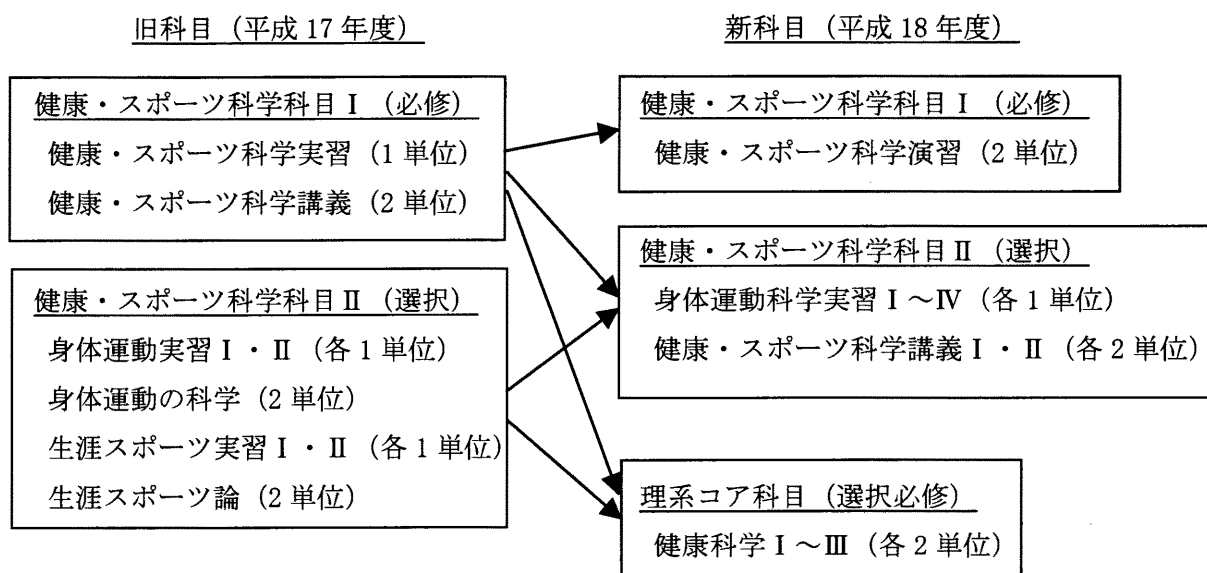 旧科目（平成 17 年度）
健康・スポーツ科学科目Ⅰ（必修）
健康・スポーツ科学実習（1 単位）
健康・スポーツ科学講義（2 単位）
健康・スポーツ科学科目Ⅱ（選択）
身体運動実習Ⅰ・Ⅱ（各 1 単位）
身体運動の科学（2 単位）
生涯スポーツ実習Ⅰ・Ⅱ（各 1 単位）
生涯スポーツ論（2 単位）
新科目（平成 18 年度）
健康・スポーツ科学科目Ⅰ（必修）
健康・スポーツ科学演習（2 単位）
健康・スポーツ科学科目Ⅱ（選択）
身体運動科学実習Ⅰ～Ⅳ（各 1 単位）
健康・スポーツ科学講義Ⅰ・Ⅱ（各 2 単位）
理系コア科目（選択必修）
健康科学Ⅰ～Ⅲ（各 2 単位）